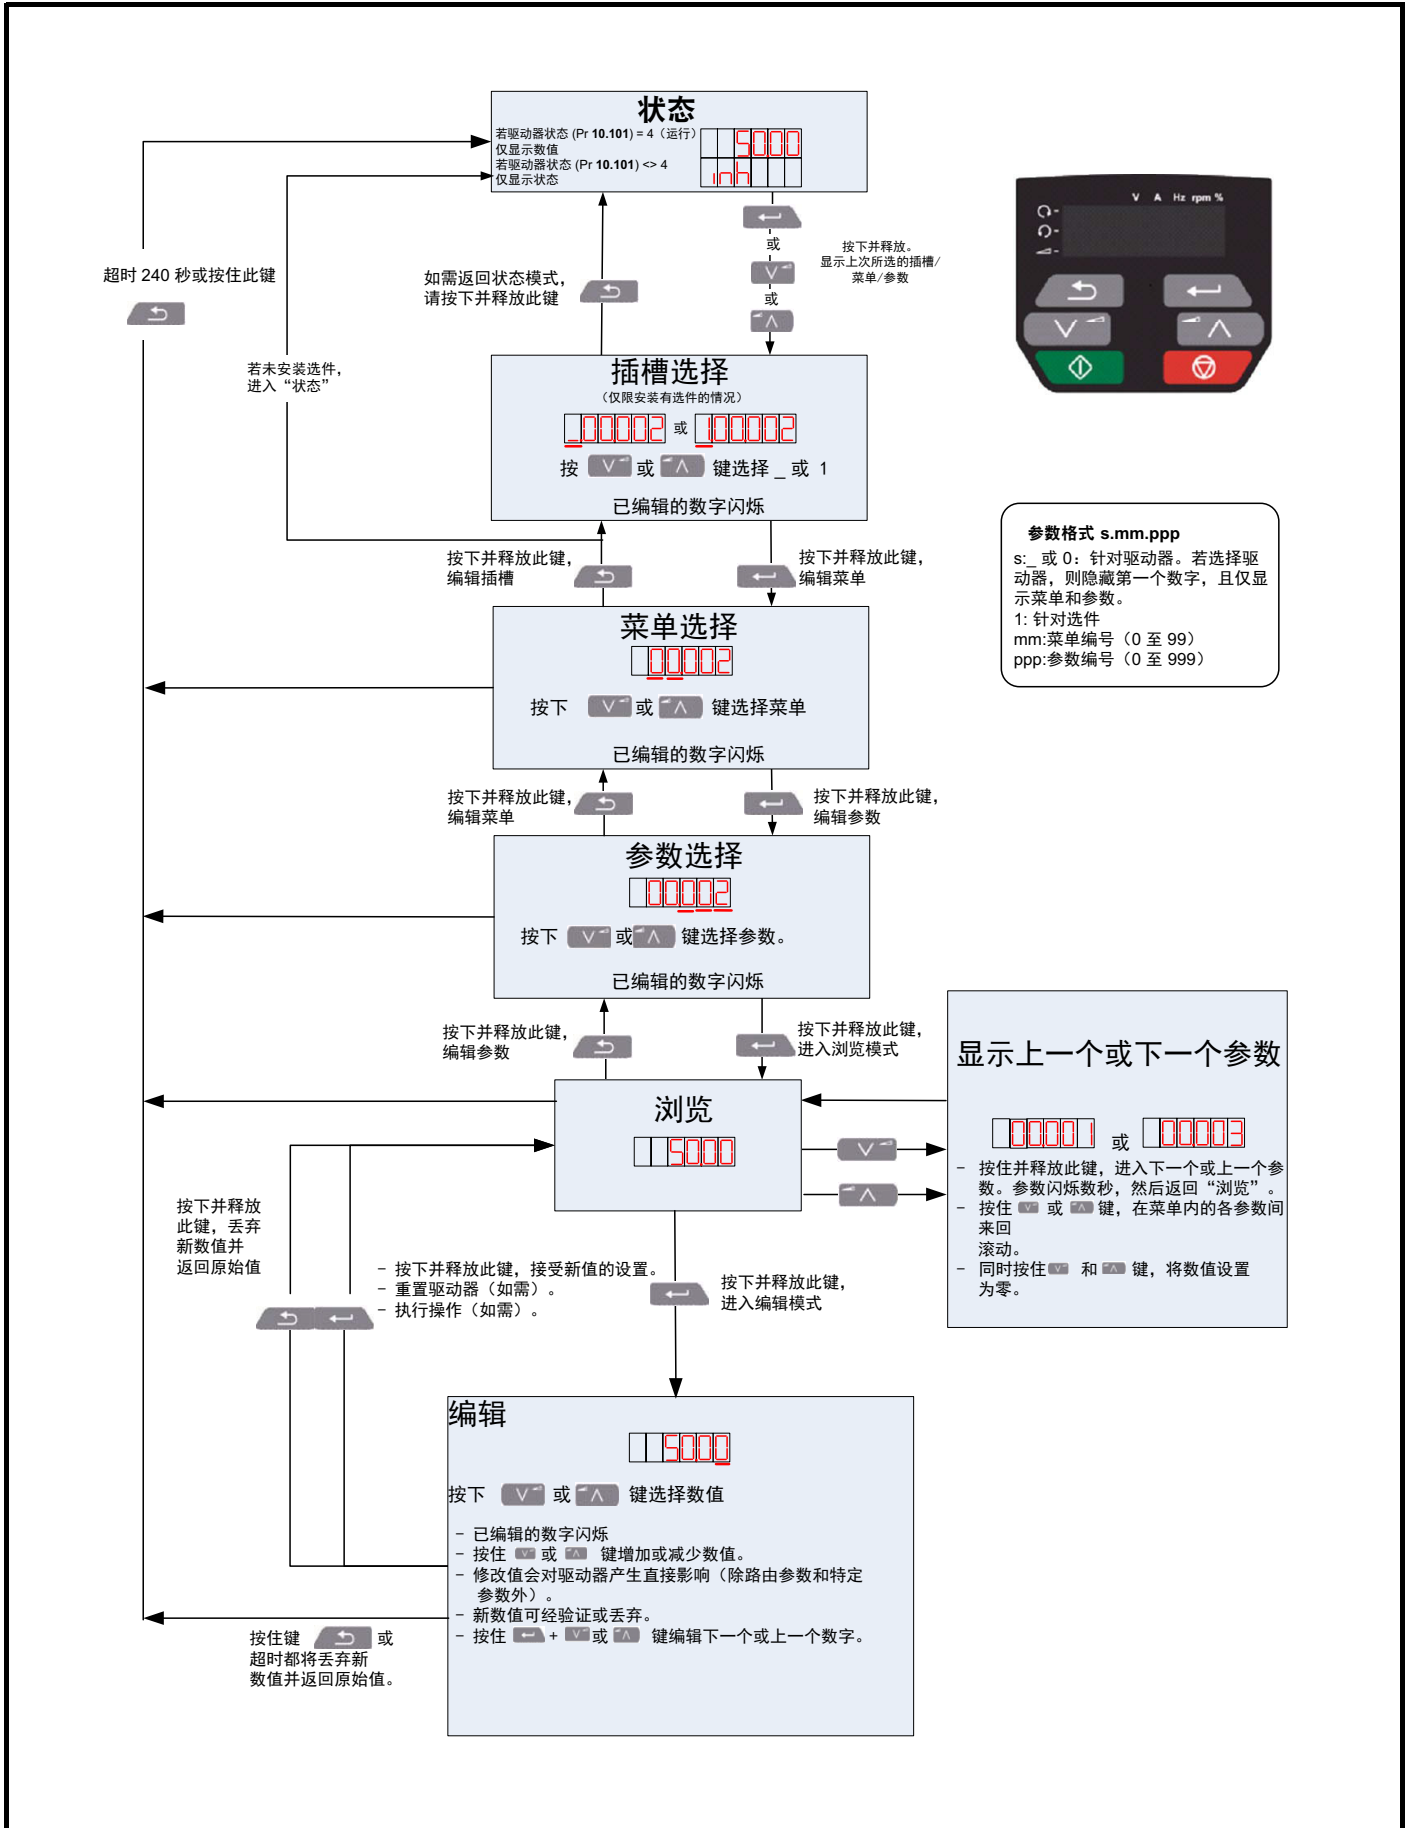 状态
若驱动器状态 (Pr 10.101) = 4（运行）
仅显示数值
若驱动器状态 (Pr 10.101) <> 4
仅显示状态
5000
inh
V A Hz rpm %
超时 240 秒或按住此键
如需返回状态模式，
请按下并释放此键
或
或
按下并释放。
显示上次所选的插槽/
菜单/参数
若未安装选件，
进入“状态”
插槽选择
（仅限安装有选件的情况）
_00002 或 100002
按 或 键选择 _ 或 1
已编辑的数字闪烁
按下并释放此键，
编辑插槽
按下并释放此键，
编辑菜单
参数格式 s.mm.ppp
s:_ 或 0：针对驱动器。若选择驱
动器，则隐藏第一个数字，且仅显
示菜单和参数。
1: 针对选件
mm:菜单编号（0 至 99）
ppp:参数编号（0 至 999）
菜单选择
00002
按下 或 键选择菜单
已编辑的数字闪烁
按下并释放此键，
编辑菜单
按下并释放此键，
编辑参数
参数选择
00002
按下 或 键选择参数。
已编辑的数字闪烁
按下并释放此键，
编辑参数
按下并释放此键，
进入浏览模式
浏览
5000
显示上一个或下一个参数
00001 或 00003
- 按住并释放此键，进入下一个或上一个参
数。参数闪烁数秒，然后返回“浏览”。
- 按住 或 键，在菜单内的各参数间
来回
滚动。
- 同时按住 和 键，将数值设置
为零。
按下并释放
此键，丢弃
新数值并
返回原始值
- 按下并释放此键，接受新值的设置。
- 重置驱动器（如需）。
- 执行操作（如需）。
按下并释放此键，
进入编辑模式
编辑
5000
按下 或 键选择数值
- 已编辑的数字闪烁
- 按住 或 键增加或减少数值。
- 修改值会对驱动器产生直接影响（除路由参数和特定
参数外）。
- 新数值可经验证或丢弃。
- 按住 + 或 键编辑下一个或上一个数字。
按住键 或
超时都将丢弃新
数值并返回原始值。